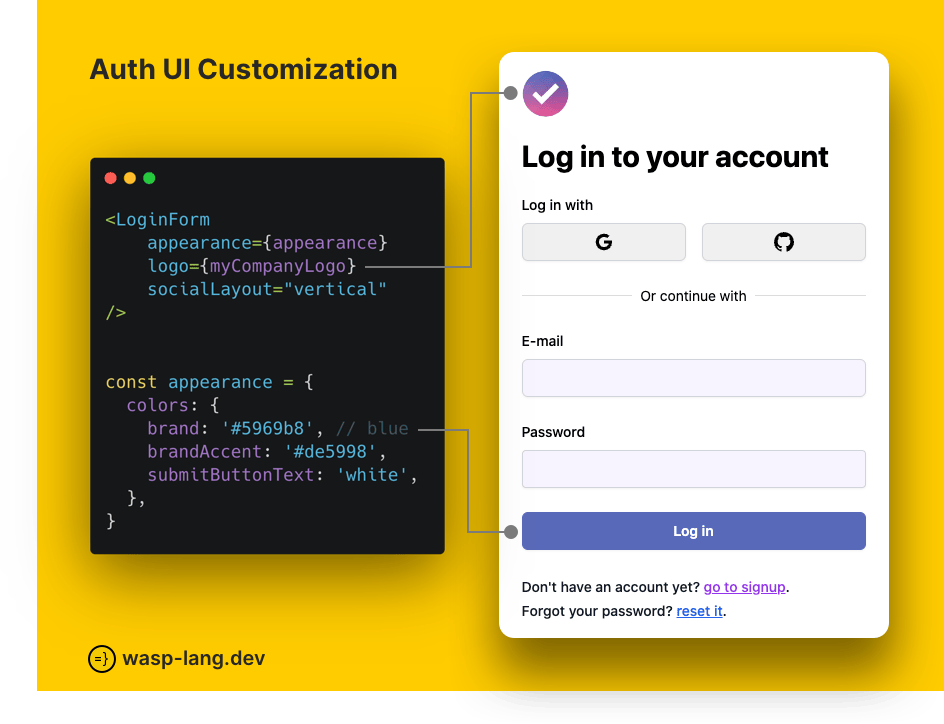 Auth UI Customization
<LoginForm
    appearance={appearance}
    logo={myCompanyLogo}
    socialLayout="vertical"
/>
const appearance = {
  colors: {
    brand: '#5969b8', // blue
    brandAccent: '#de5998',
    submitButtonText: 'white',
  },
}
=}
wasp-lang.dev
Log in to your account
Log in with
G
Or continue with
E-mail
Password
Log in
Don't have an account yet? go to signup.
Forgot your password? reset it.